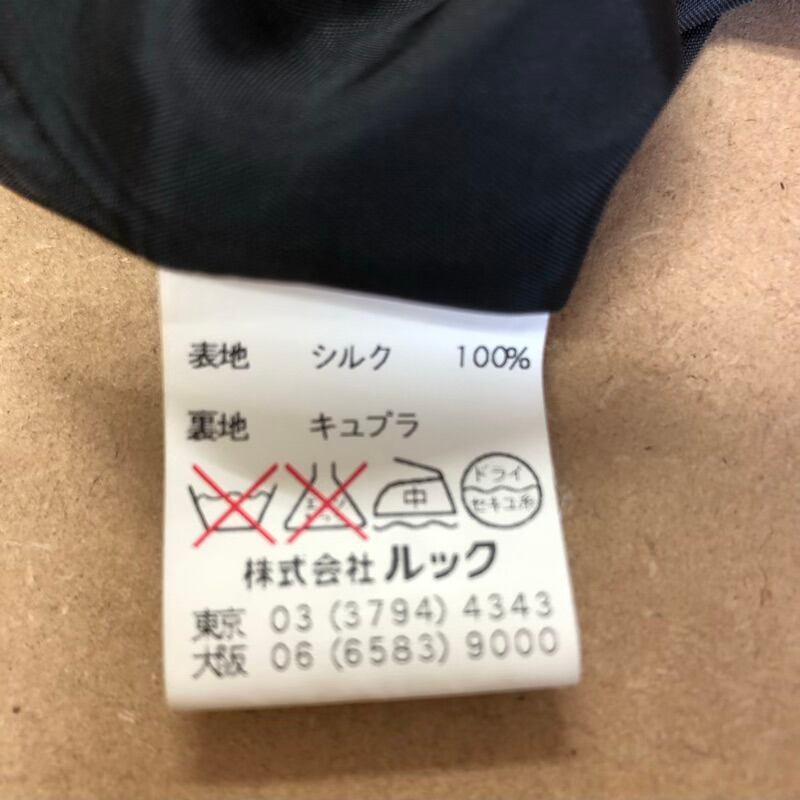 表地 シルク 100%
裏地 キュプラ
中 ドライ
セキユ系
株式会社 ルック
東京 03 (3794) 4343
大阪 06 (6583) 9000